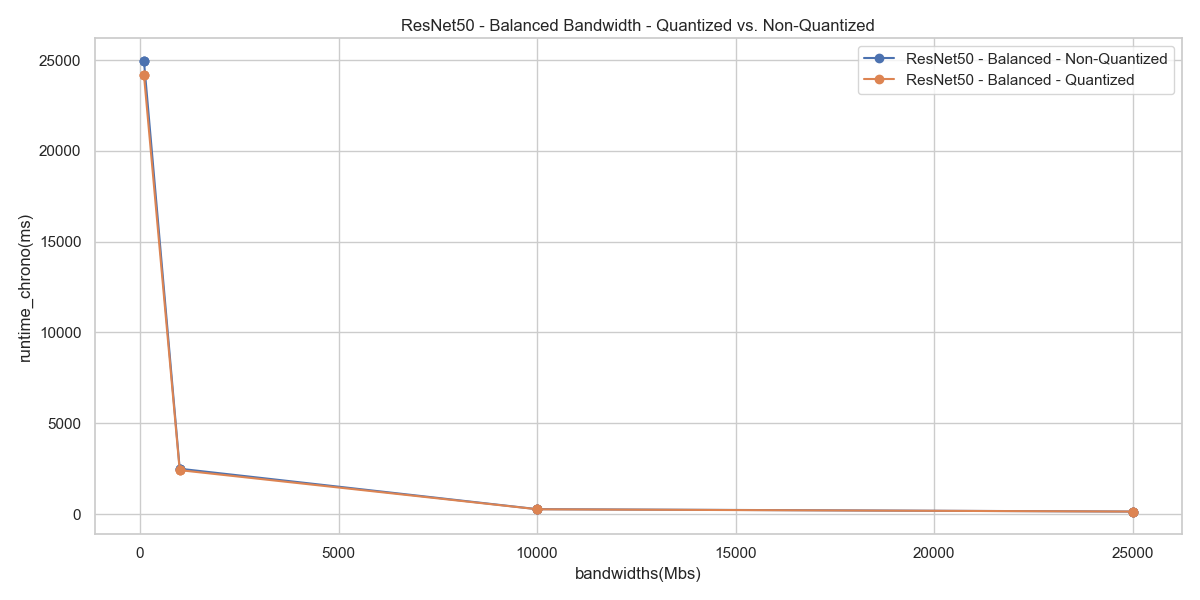 ResNet50 - Balanced Bandwidth - Quantized vs. Non-Quantized
ResNet50 - Balanced - Non-Quantized
ResNet50 - Balanced - Quantized
runtime_chrono(ms)
25000
20000
15000
10000
5000
0
0 5000 10000 15000 20000 25000
bandwidths(Mbs)